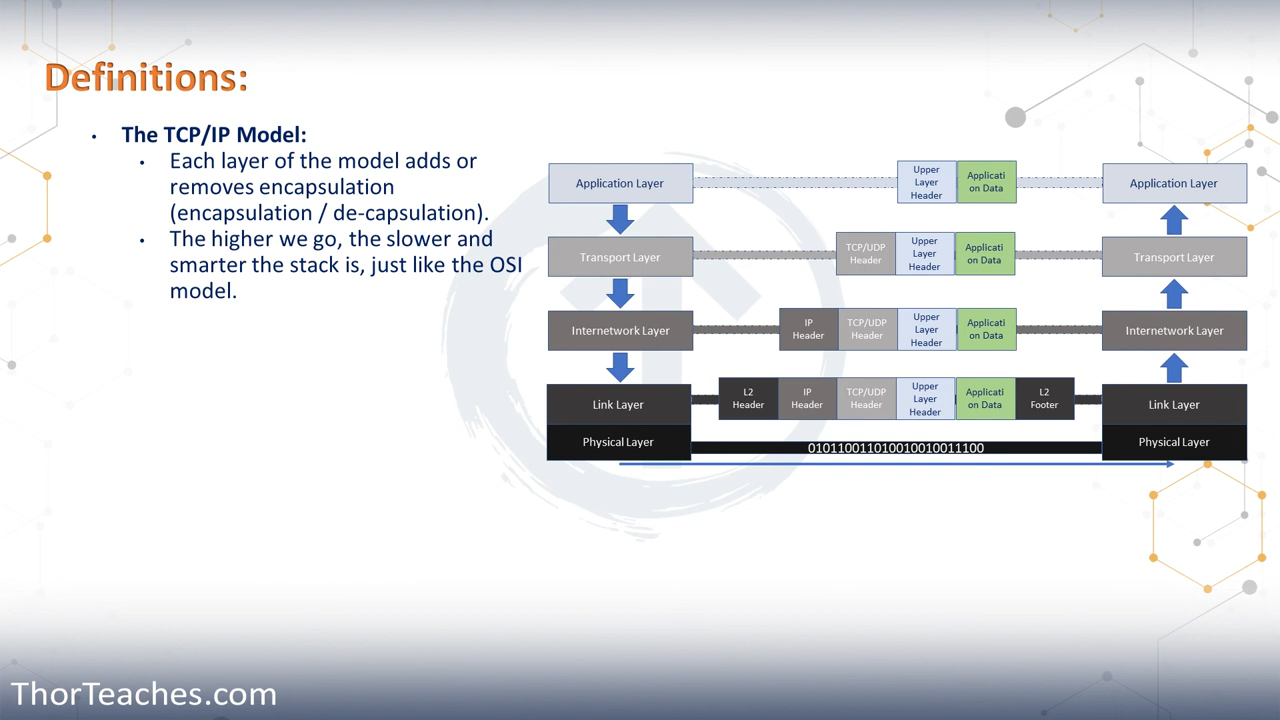 Definitions:
• The TCP/IP Model:
• Each layer of the model adds or
removes encapsulation
(encapsulation / de-capsulation).
• The higher we go, the slower and
smarter the stack is, just like the OSI
model.
Application Layer
Upper
Layer
Header
Applicati
on Data
Application Layer
Transport Layer
TCP/UDP
Header
Upper
Layer
Header
Applicati
on Data
Transport Layer
Internetwork Layer
IP
Header
TCP/UDP
Header
Upper
Layer
Header
Applicati
on Data
Internetwork Layer
Link Layer
L2
Header
IP
Header
TCP/UDP
Header
Upper
Layer
Header
Applicati
on Data
L2
Footer
Link Layer
Physical Layer
010110011010010010011100
Physical Layer
ThorTeaches.com